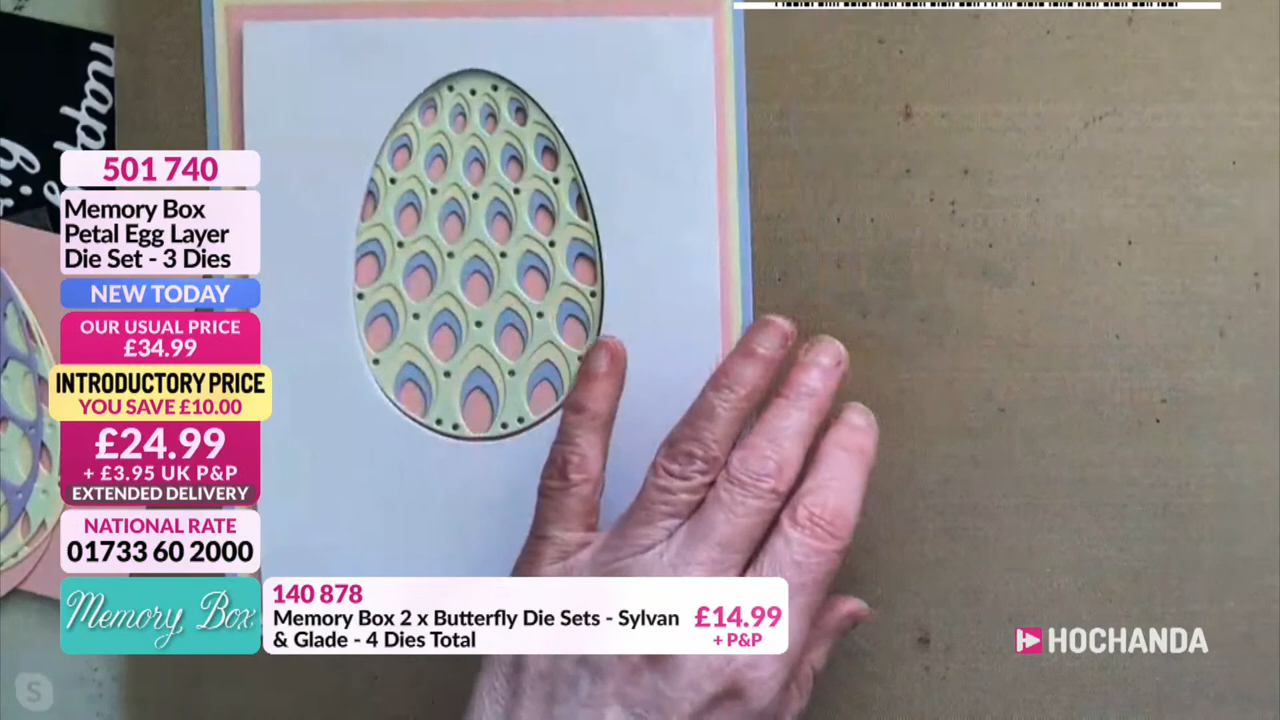 501 740
Memory Box
Petal Egg Layer
Die Set - 3 Dies
NEW TODAY
OUR USUAL PRICE
£34.99
INTRODUCTORY PRICE
YOU SAVE £10.00
£24.99
+ £3.95 UK P&P
EXTENDED DELIVERY
NATIONAL RATE
01733 60 2000
Memory Box
140 878
Memory Box 2 x Butterfly Die Sets - Sylvan
& Glade - 4 Dies Total
£14.99
+ P&P
HOCHANDA
S